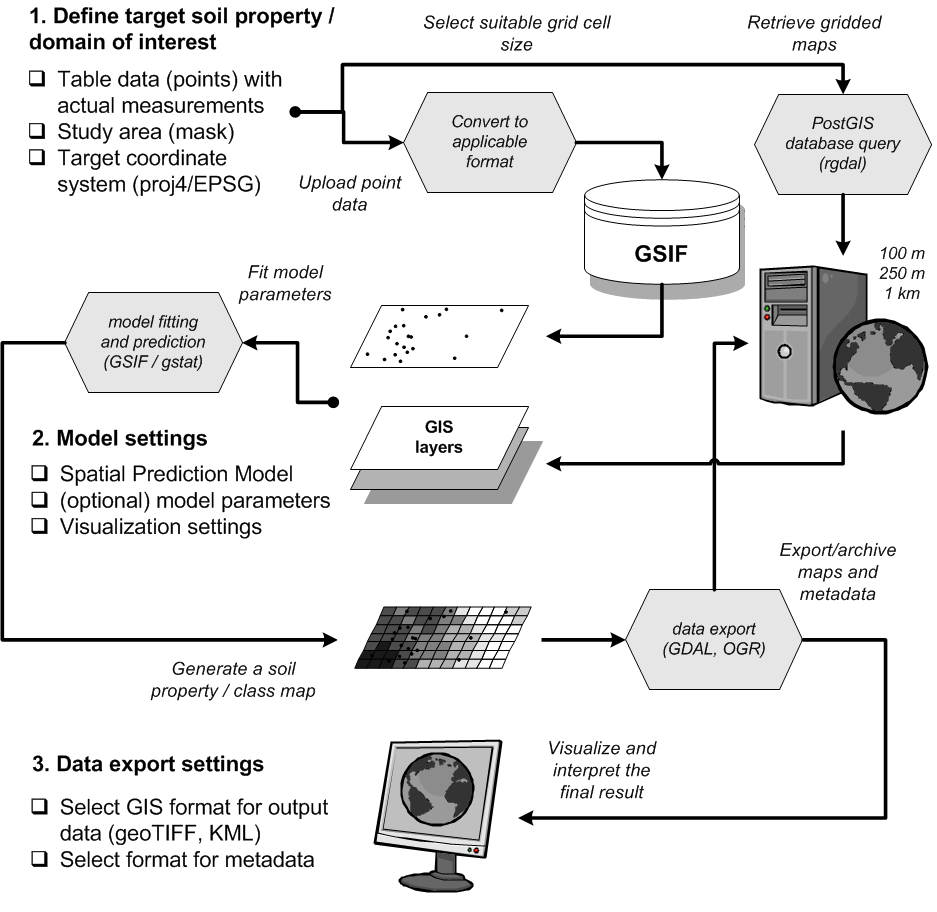 1. Define target soil property /
domain of interest
Table data (points) with
actual measurements
Study area (mask)
Target coordinate
system (proj4/EPSG)
Select suitable grid cell
size
Retrieve gridded
maps
Convert to
applicable
format
PostGIS
database query
(rgdal)
Upload point
data
GSIF
100 m
250 m
1 km
Fit model
parameters
model fitting
and prediction
(GSIF / gstat)
GIS
layers
2. Model settings
Spatial Prediction Model
(optional) model parameters
Visualization settings
Export/archive
maps and
metadata
data export
(GDAL, OGR)
Generate a soil
property / class map
3. Data export settings
Select GIS format for output
data (geoTIFF, KML)
Select format for metadata
Visualize and
interpret the
final result